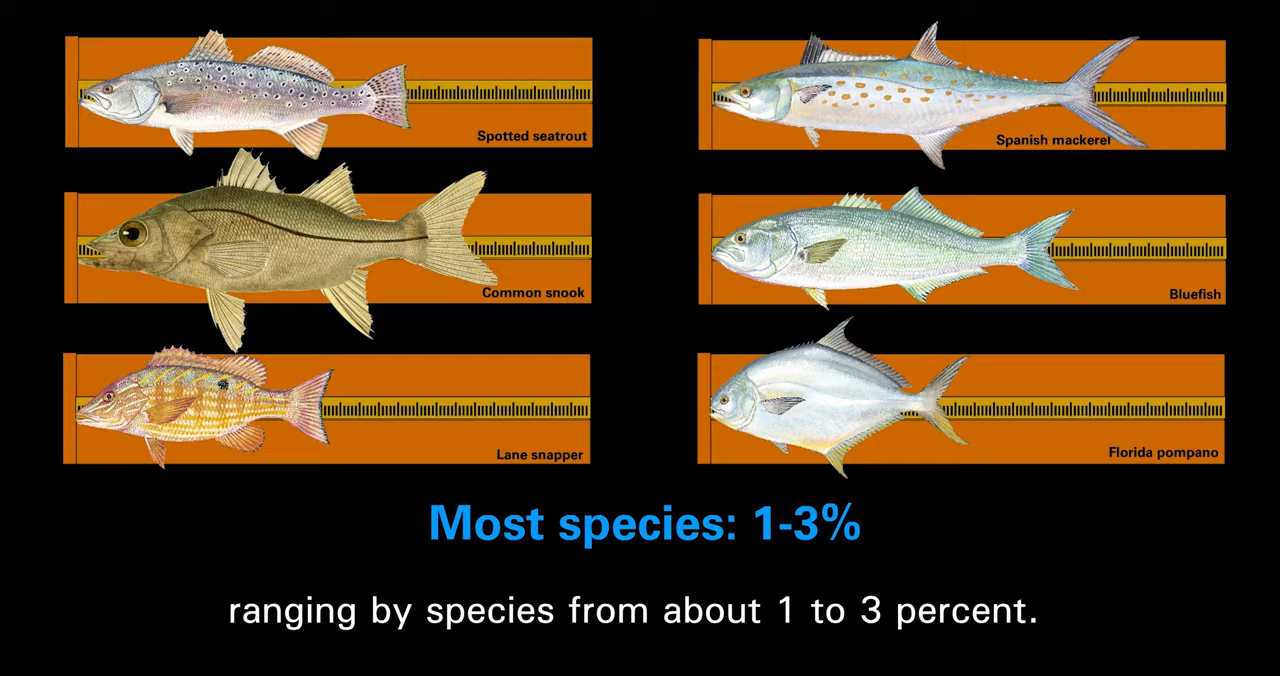 Spotted seatrout
Spanish mackerel
Common snook
Bluefish
Lane snapper
Florida pompano
Most species: 1-3%
ranging by species from about 1 to 3 percent.